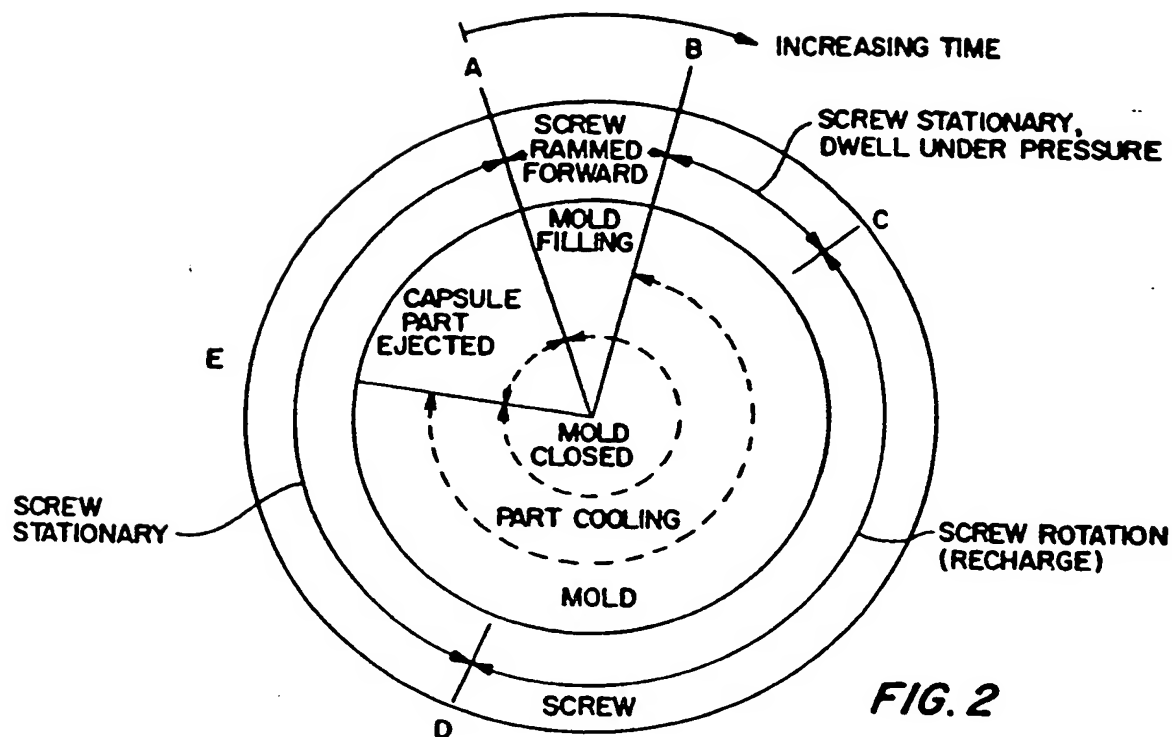 INCREASING TIME
A
B
SCREW
RAMMED
FORWARD
SCREW STATIONARY,
DWELL UNDER PRESSURE
C
MOLD
FILLING
CAPSULE
PART
EJECTED
E
MOLD
CLOSED
SCREW
STATIONARY
PART COOLING
SCREW ROTATION
(RECHARGE)
MOLD
SCREW
D
FIG. 2